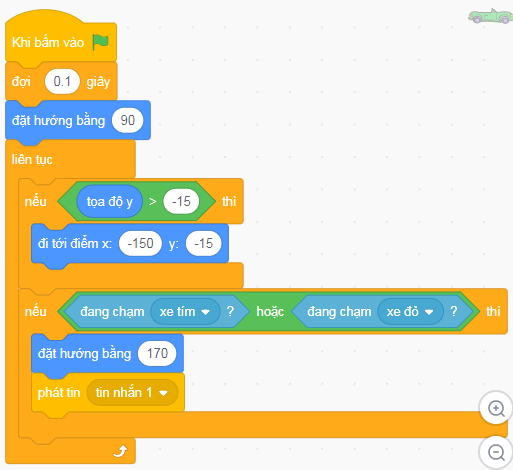 Khi bấm vào
đợi 0.1 giây
đặt hướng bằng 90
liên tục
nếu tọa độ y > -15 thì
đi tới điểm x: -150 y: -15
nếu đang chạm xe tím ? hoặc đang chạm xe đỏ ? thì
đặt hướng bằng 170
phát tin tin nhắn 1